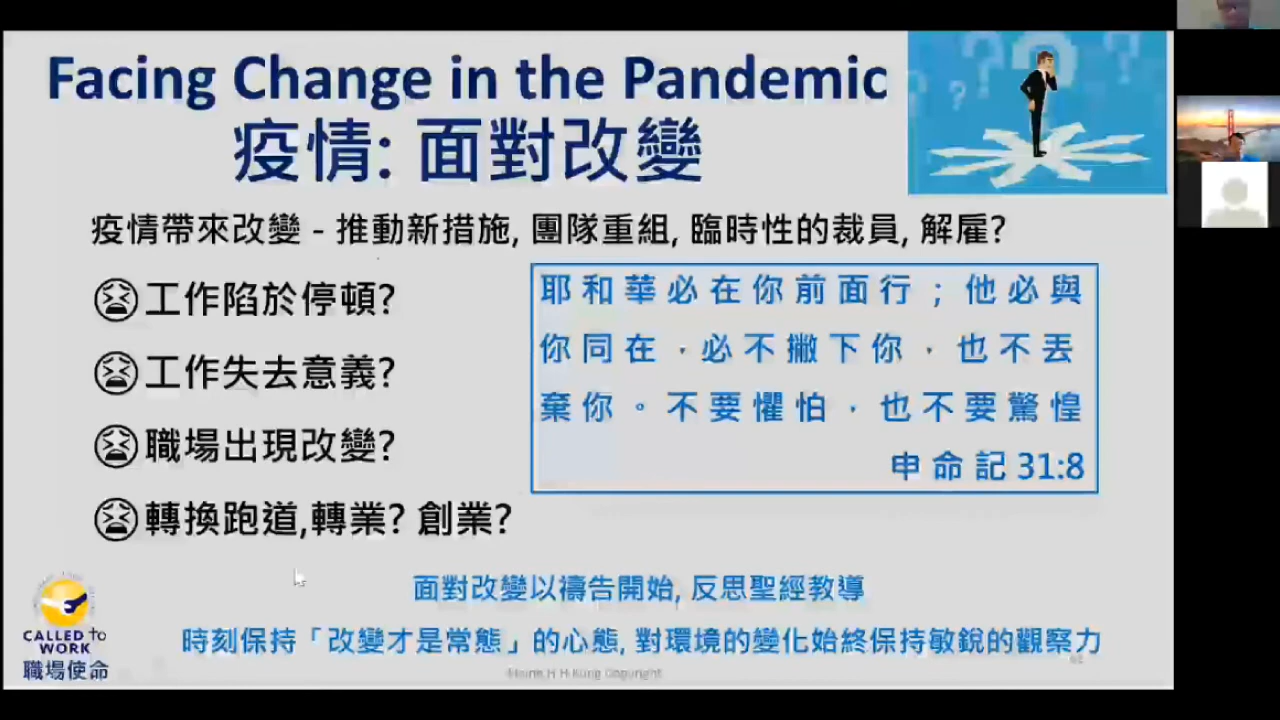 Facing Change in the Pandemic
疫情: 面對改變
疫情帶來改變 - 推動新措施, 團隊重組, 臨時性的裁員, 解雇?
工作陷於停頓?
工作失去意義?
職場出現改變?
轉換跑道,轉業? 創業?
耶和華必在你前面行；他必與
你同在，必不撇下你，也不丟
棄你。不要懼怕，也不要驚惶
申命記 31:8
面對改變以禱告開始, 反思聖經教導
時刻保持「改變才是常態」的心態, 對環境的變化始終保持敏銳的觀察力
CALLED to
WORK
職場使命
H H Kung Copyright